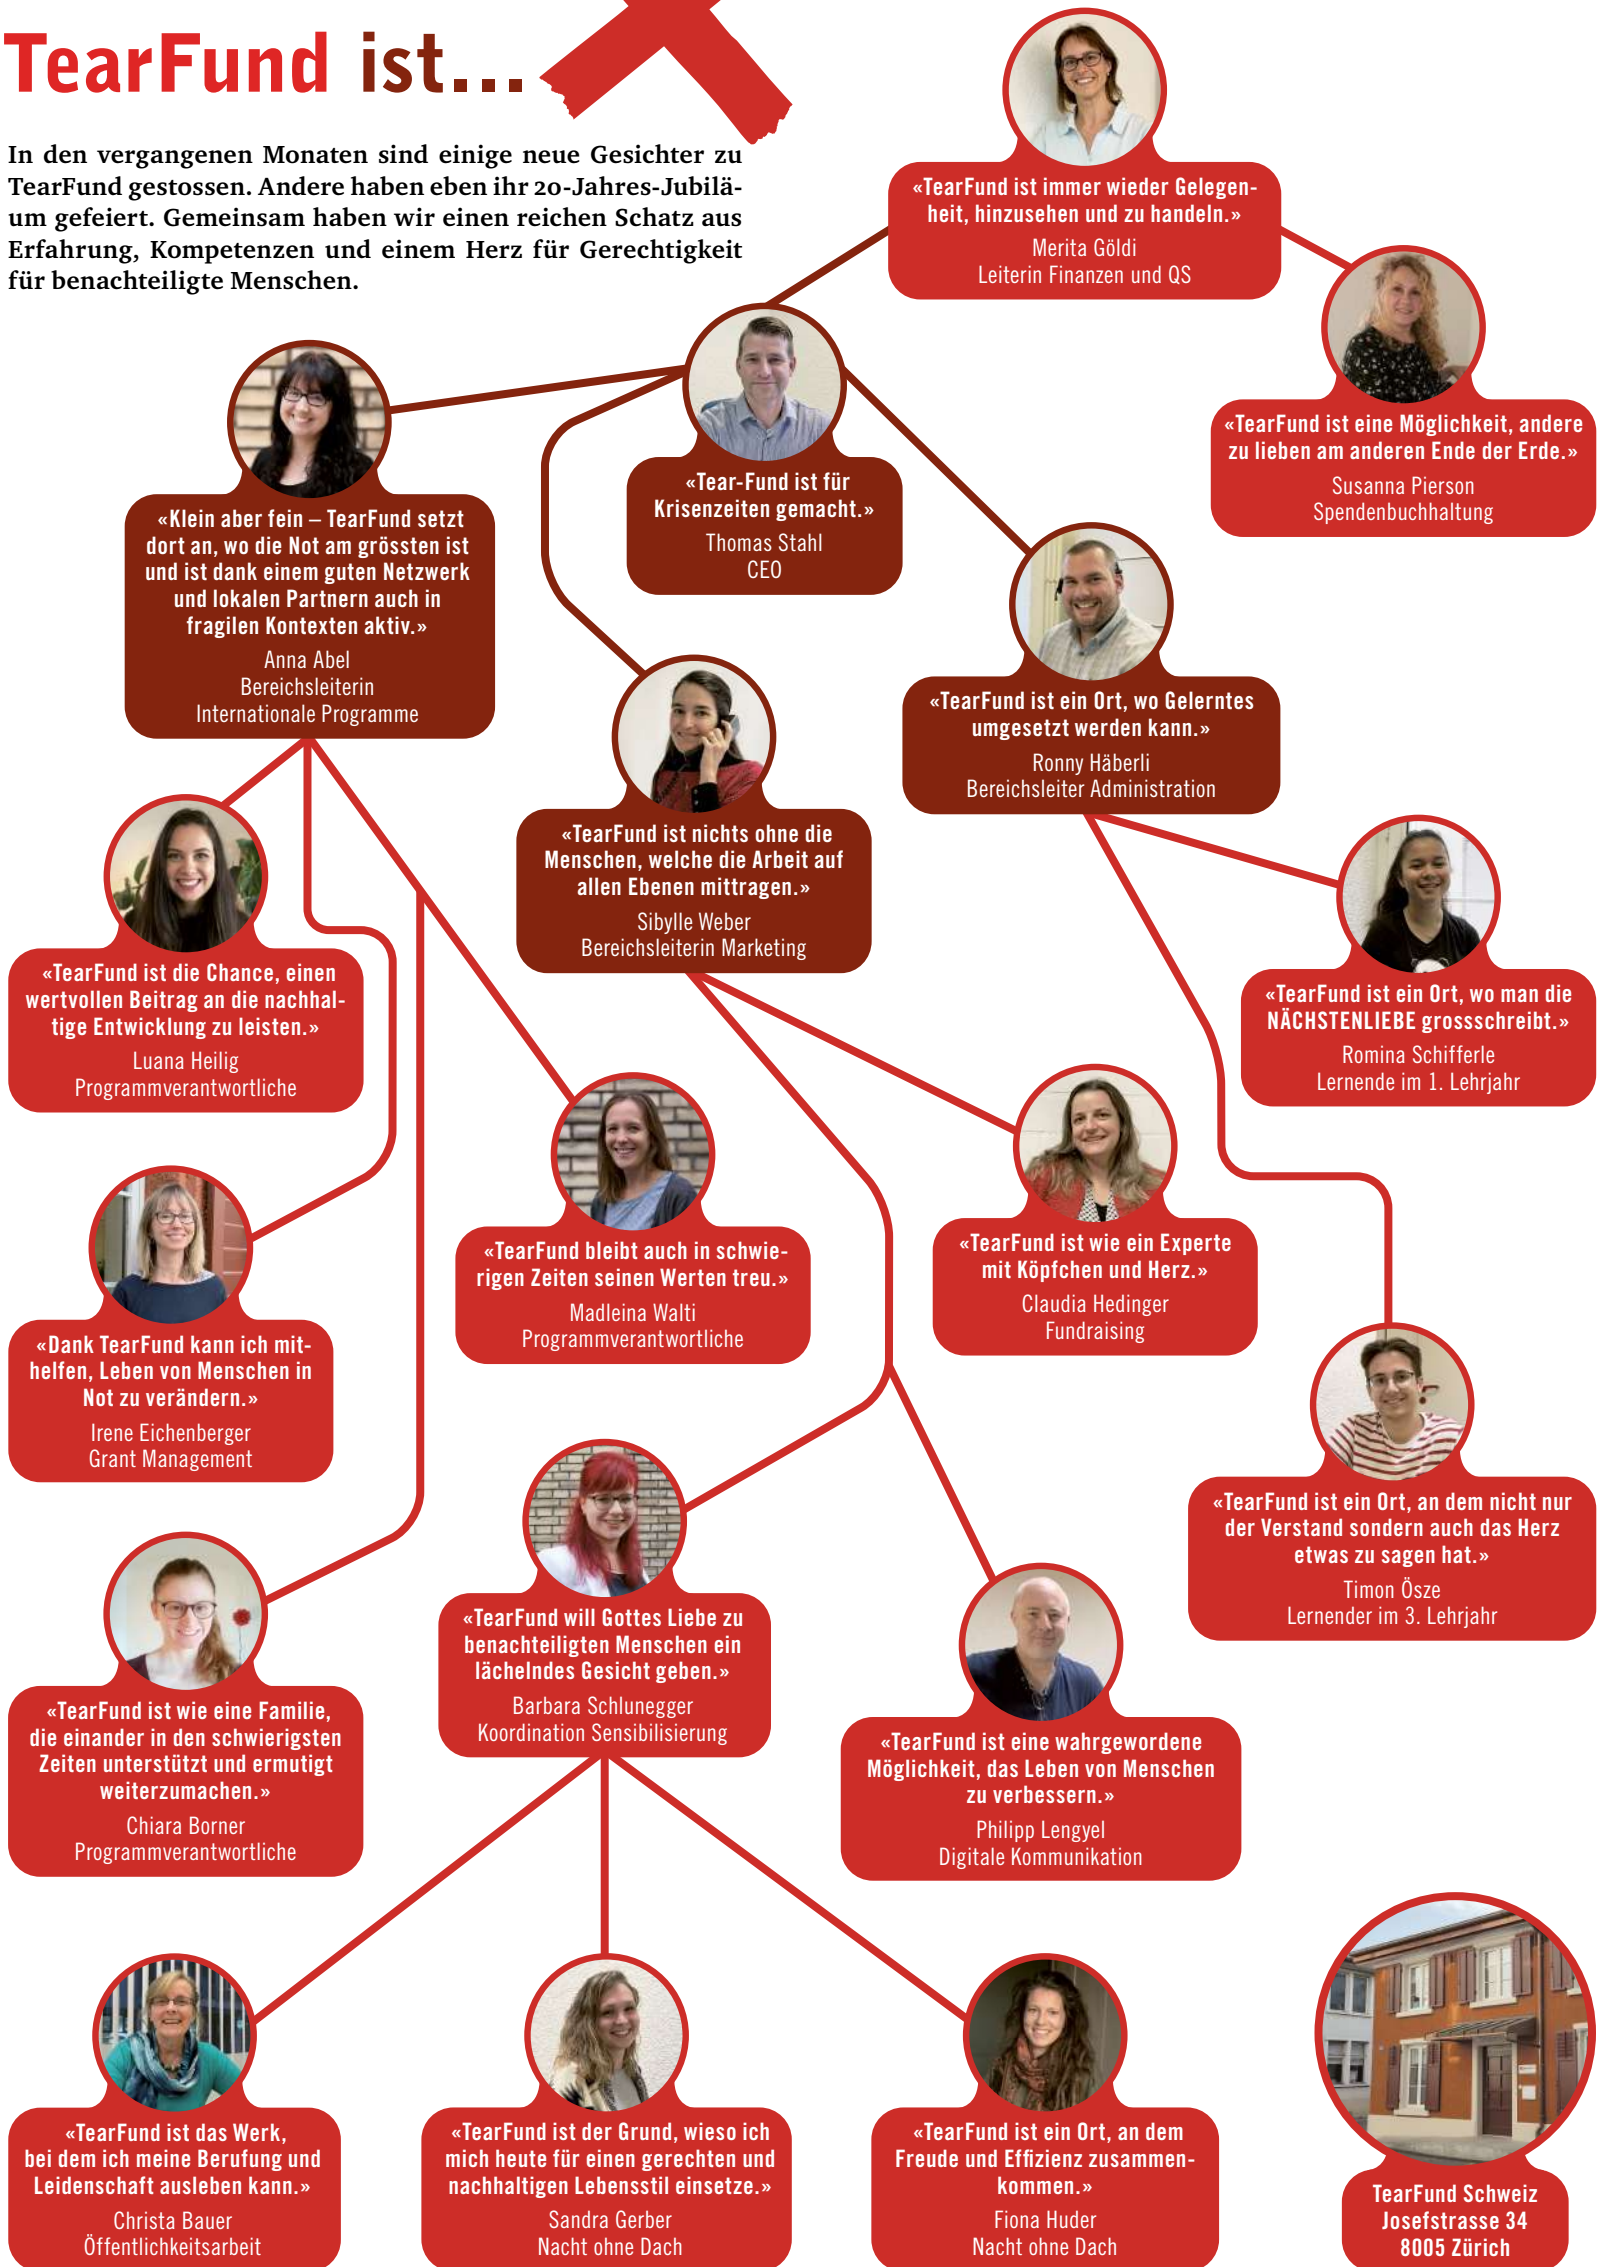 TearFund ist...
In den vergangenen Monaten sind einige neue Gesichter zu
TearFund gestossen. Andere haben eben ihr 20-Jahres-Jubilä-
um gefeiert. Gemeinsam haben wir einen reichen Schatz aus
Erfahrung, Kompetenzen und einem Herz für Gerechtigkeit
für benachteiligte Menschen.
«TearFund ist immer wieder Gelegen-
heit, hinzusehen und zu handeln.»
Merita Göldi
Leiterin Finanzen und QS
«TearFund ist eine Möglichkeit, andere
zu lieben am anderen Ende der Erde.»
Susanna Pierson
Spendenbuchhaltung
«Tear-Fund ist für
Krisenzeiten gemacht.»
Thomas Stahl
CEO
«Klein aber fein – TearFund setzt
dort an, wo die Not am grössten ist
und ist dank einem guten Netzwerk
und lokalen Partnern auch in
fragilen Kontexten aktiv.»
Anna Abel
Bereichsleiterin
Internationale Programme
«TearFund ist ein Ort, wo Gelerntes
umgesetzt werden kann.»
Ronny Häberli
Bereichsleiter Administration
«TearFund ist nichts ohne die
Menschen, welche die Arbeit auf
allen Ebenen mittragen.»
Sibylle Weber
Bereichsleiterin Marketing
«TearFund ist die Chance, einen
wertvollen Beitrag an die nachhal-
tige Entwicklung zu leisten.»
Luana Heilig
Programmverantwortliche
«TearFund ist ein Ort, wo man die
NÄCHSTENLIEBE grossschreibt.»
Romina Schifferle
Lernende im 1. Lehrjahr
«TearFund bleibt auch in schwie-
rigen Zeiten seinen Werten treu.»
Madleina Walti
Programmverantwortliche
«TearFund ist wie ein Experte
mit Köpfchen und Herz.»
Claudia Hedinger
Fundraising
«Dank TearFund kann ich mit-
helfen, Leben von Menschen in
Not zu verändern.»
Irene Eichenberger
Grant Management
«TearFund ist ein Ort, an dem nicht nur
der Verstand sondern auch das Herz
etwas zu sagen hat.»
Timon Ösze
Lernender im 3. Lehrjahr
«TearFund will Gottes Liebe zu
benachteiligten Menschen ein
lächelndes Gesicht geben.»
Barbara Schlunegger
Koordination Sensibilisierung
«TearFund ist wie eine Familie,
die einander in den schwierigsten
Zeiten unterstützt und ermutigt
weiterzumachen.»
Chiara Borner
Programmverantwortliche
«TearFund ist eine wahrgewordene
Möglichkeit, das Leben von Menschen
zu verbessern.»
Philipp Lengyel
Digitale Kommunikation
«TearFund ist das Werk,
bei dem ich meine Berufung und
Leidenschaft ausleben kann.»
Christa Bauer
Öffentlichkeitsarbeit
«TearFund ist der Grund, wieso ich
mich heute für einen gerechten und
nachhaltigen Lebensstil einsetze.»
Sandra Gerber
Nacht ohne Dach
«TearFund ist ein Ort, an dem
Freude und Effizienz zusammen-
kommen.»
Fiona Huder
Nacht ohne Dach
TearFund Schweiz
Josefstrasse 34
8005 Zürich